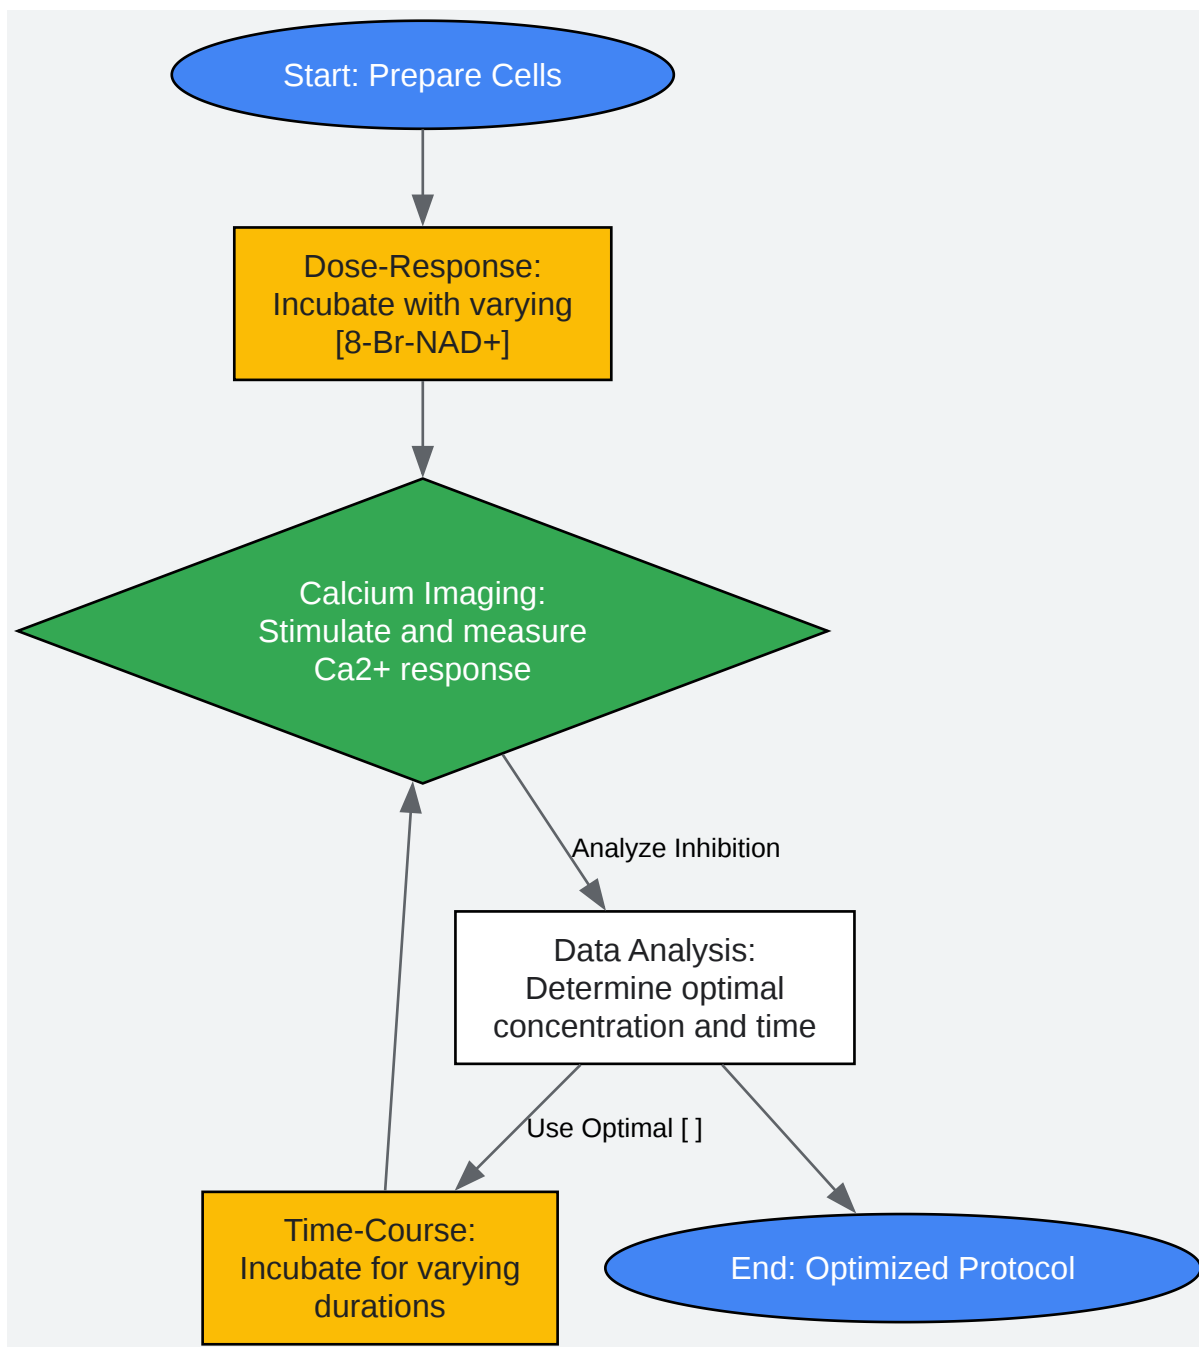 Start: Prepare Cells
Dose-Response:
Incubate with varying
[8-Br-NAD+]
Calcium Imaging:
Stimulate and measure
Ca2+ response
Analyze Inhibition
Data Analysis:
Determine optimal
concentration and time
Use Optimal [ ]
Time-Course:
Incubate for varying
durations
End: Optimized Protocol